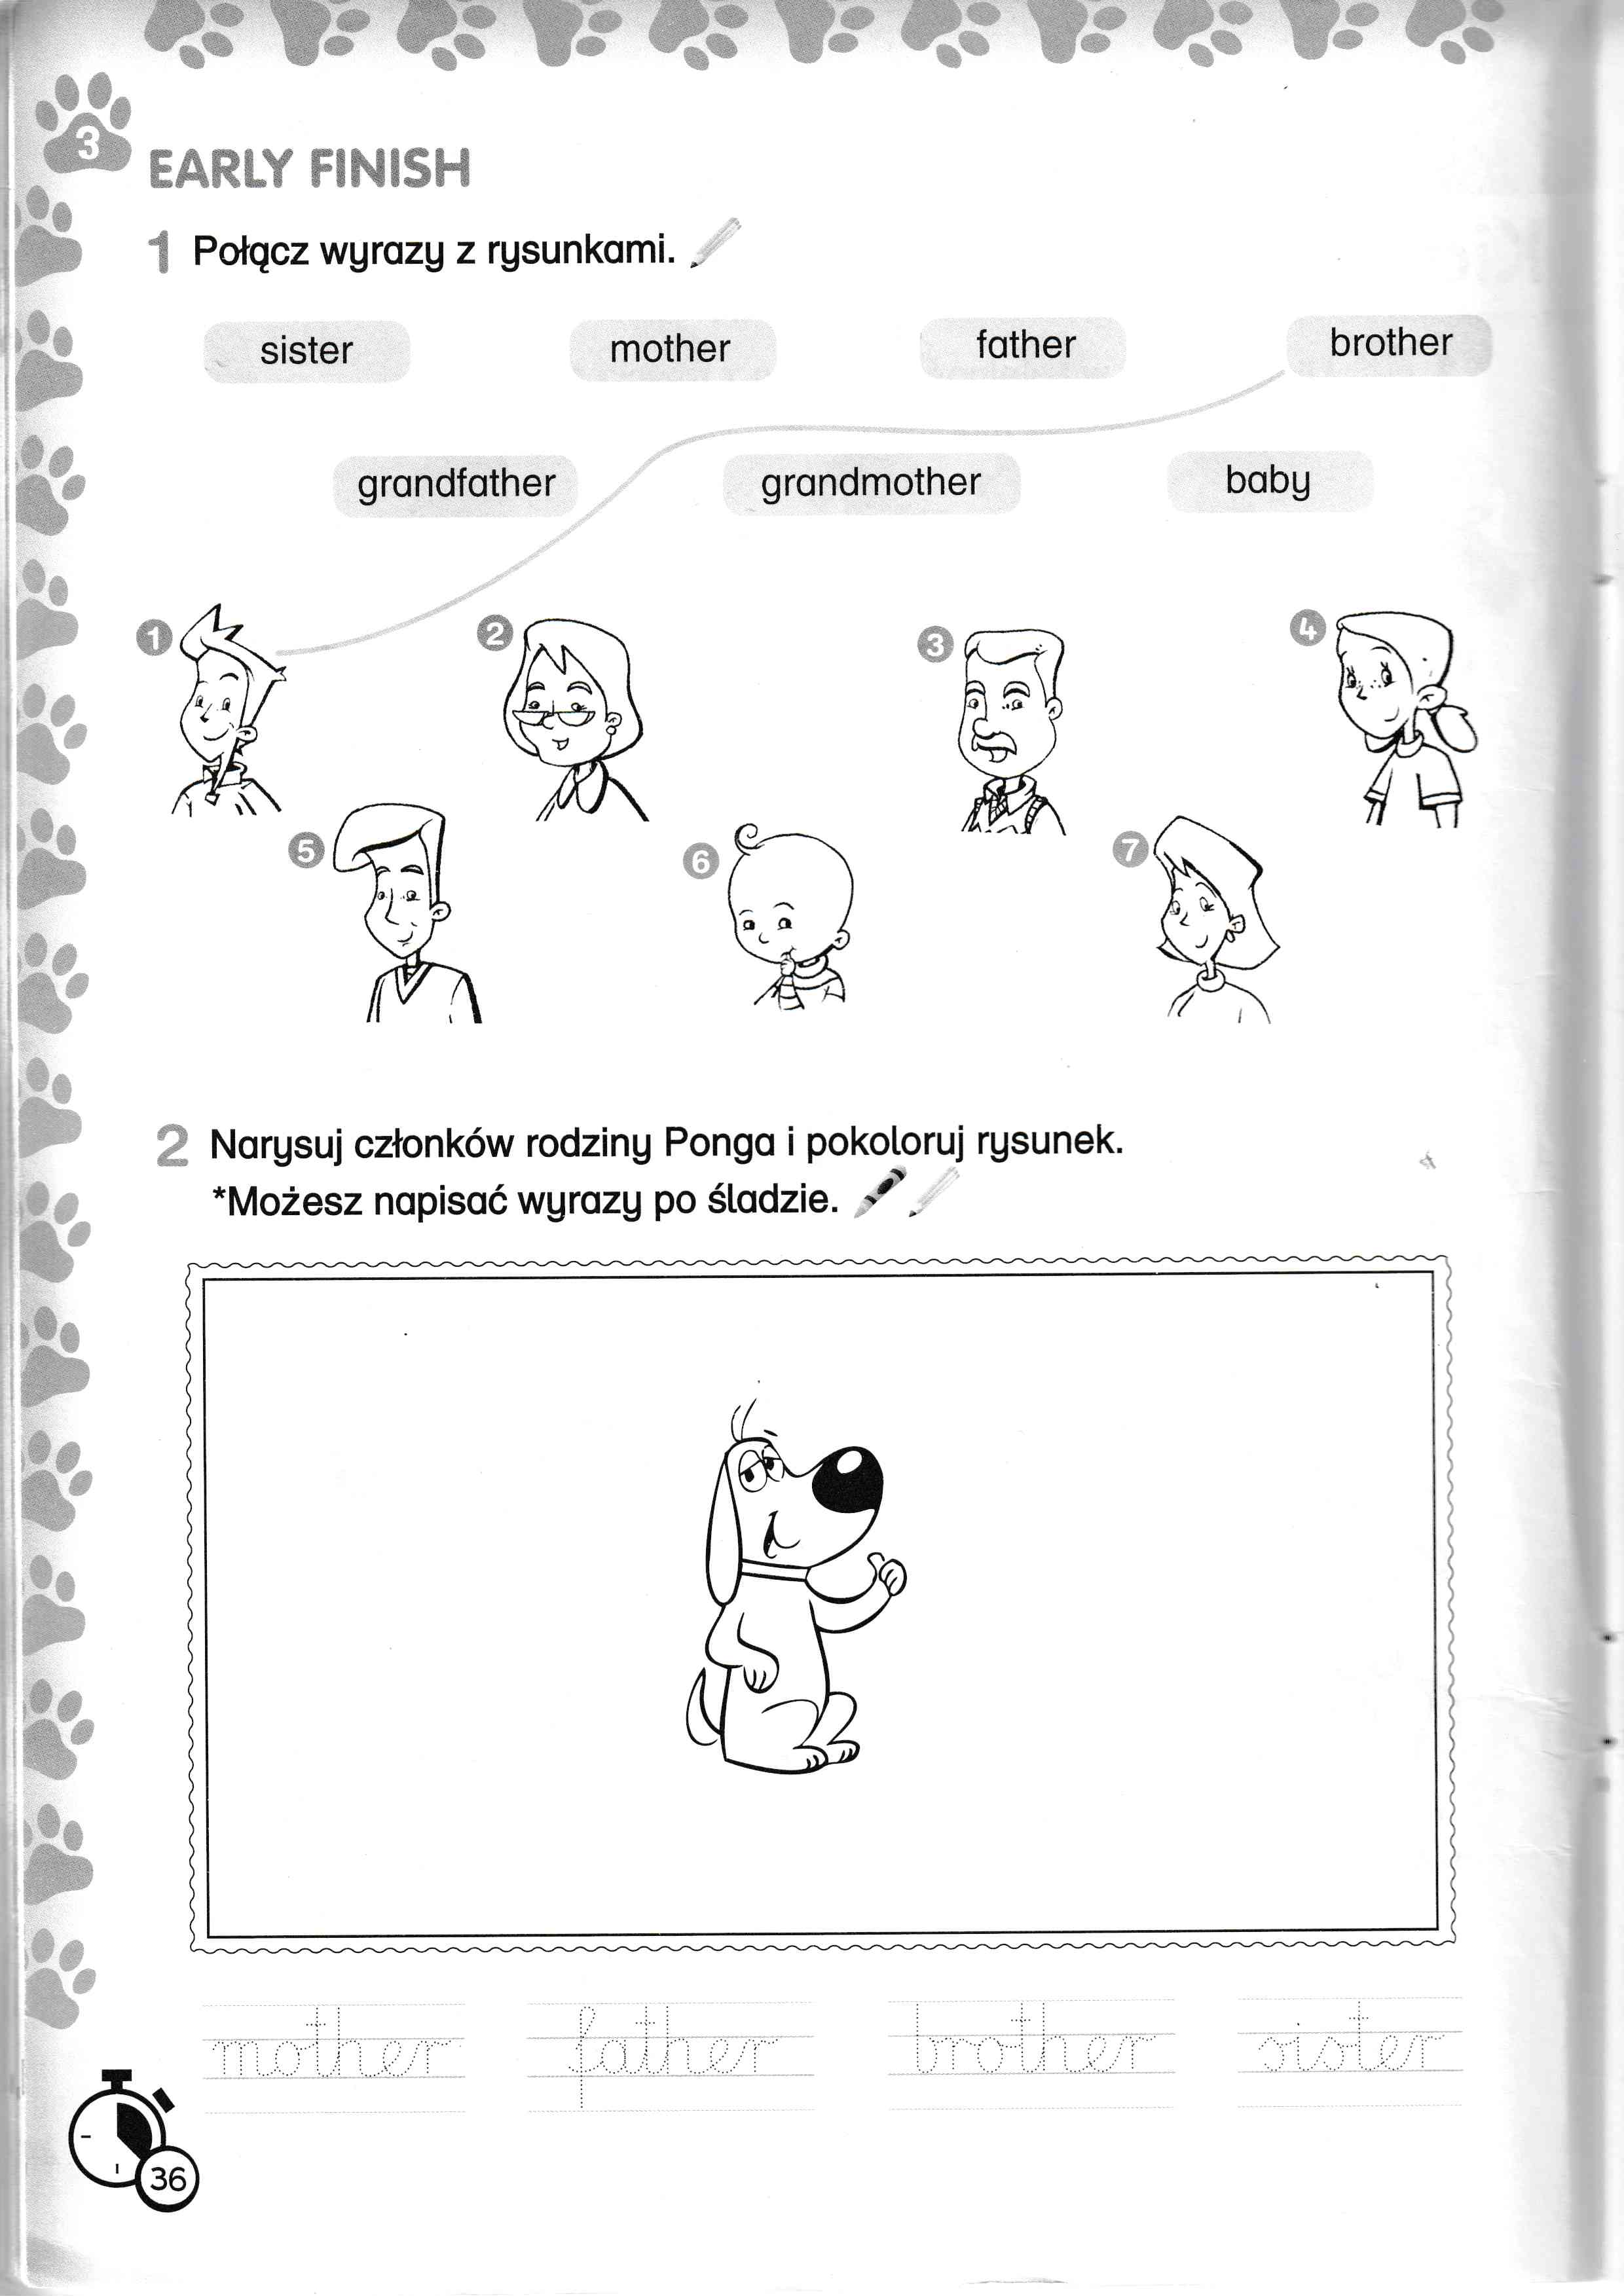 3
EARLY FINISH
1 Połącz wyrazy z rysunkami.
sister mother father brother
grandfather grandmother baby
1 2 3 4
5 6 7
2 Narysuj członków rodziny Ponga i pokoloruj rysunek.
*Możesz napisać wyrazy po śladzie.
mother father brother sister
36